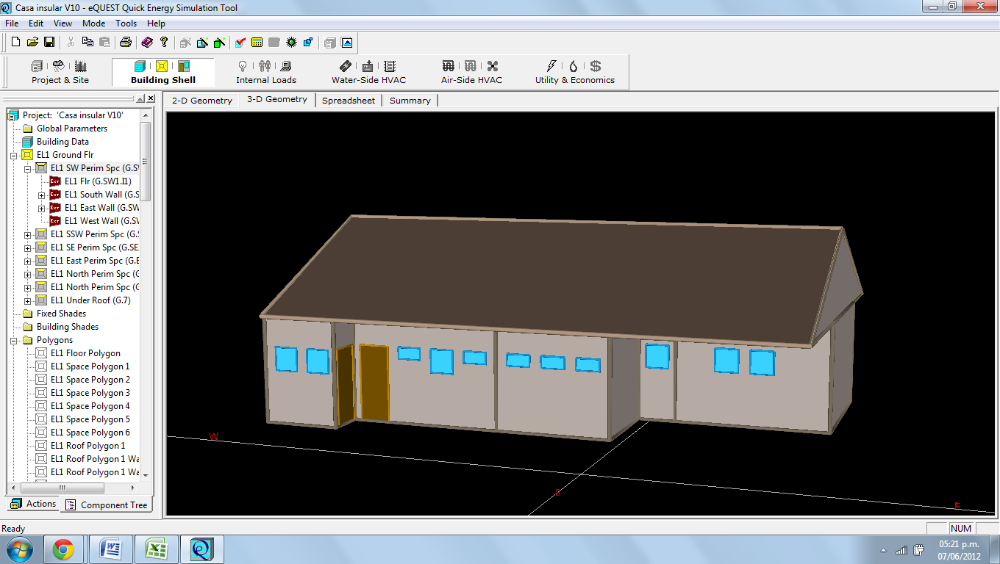 Casa insular V10 - eQUEST Quick Energy Simulation Tool
File Edit View Mode Tools Help
Project & Site Building Shell Internal Loads Water-Side HVAC Air-Side HVAC Utility & Economics
2-D Geometry 3-D Geometry Spreadsheet Summary
Project: 'Casa insular V10'
Global Parameters
Building Data
EL1 Ground Flr
EL1 SW Perim Spc (G.SW
EL1 Flr (G.SW1.I1)
EL1 South Wall (G.S
EL1 East Wall (G.SW
EL1 West Wall (G.SW
EL1 SSW Perim Spc (G.S
EL1 SE Perim Spc (G.SE
EL1 East Perim Spc (G.E
EL1 North Perim Spc (G
EL1 North Perim Spc (G
EL1 Under Roof (G.7)
Fixed Shades
Building Shades
Polygons
EL1 Floor Polygon
EL1 Space Polygon 1
EL1 Space Polygon 2
EL1 Space Polygon 3
EL1 Space Polygon 4
EL1 Space Polygon 5
EL1 Space Polygon 6
EL1 Roof Polygon 1
EL1 Roof Polygon 1 Wa
EL1 Roof Polygon 1 Wa
Actions Component Tree
W
S
E
Ready
NUM
05:21 p.m.
07/06/2012